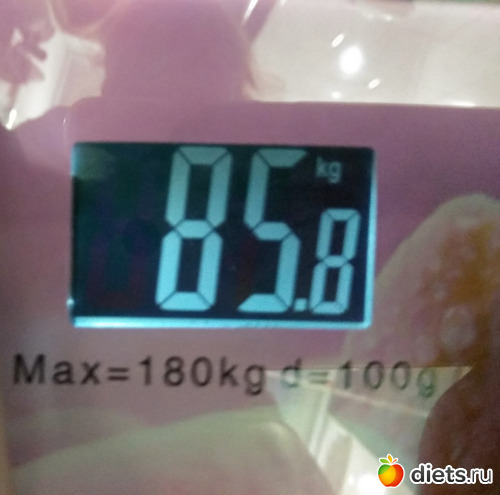 kg
85.8
Max=180kg d=100g
diets.ru